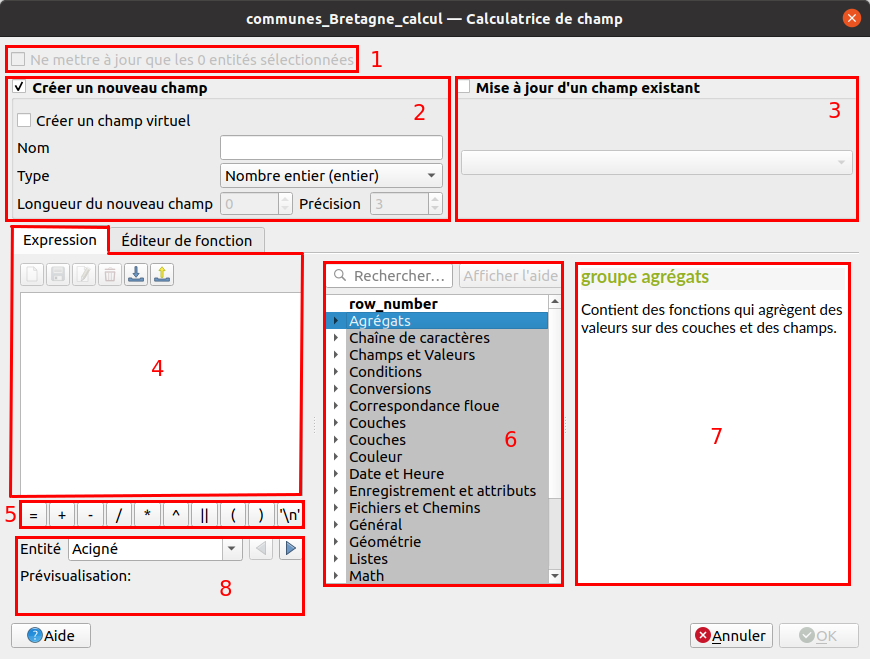 communes_Bretagne_calcul — Calculatrice de champ
Ne mettre à jour que les 0 entités sélectionnées 1
Créer un nouveau champ
2
Créer un champ virtuel
Nom
Type Nombre entier (entier)
Longueur du nouveau champ 0 Précision 3
Mise à jour d'un champ existant
3
Expression Éditeur de fonction
4
5 = + - / * ^ || ( ) '\n'
Entité Acigné
Prévisualisation:
8
Rechercher... Afficher l'aide
row_number
Agrégats
Chaîne de caractères
Champs et Valeurs
Conditions
Conversions
Correspondance floue
Couches
Couches
Couleur
Date et Heure
Enregistrement et attributs
Fichiers et Chemins
Général
Géométrie
Listes
Math
6
groupe agrégats
Contient des fonctions qui agrègent des
valeurs sur des couches et des champs.
7
? Aide Annuler OK